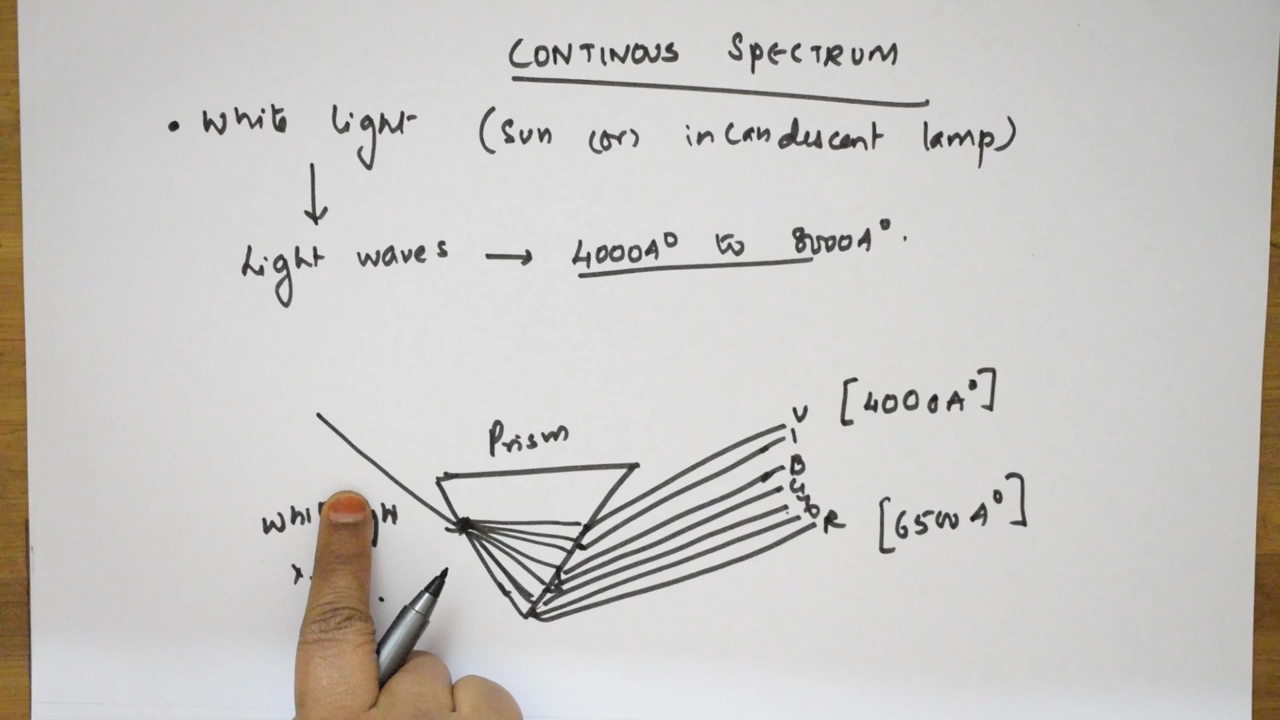 CONTINOUS SPECTRUM
• White light (Sun (or) incandescent lamp)
↓
Light waves → 4000A° to 8000A°.
Prism
V [4000A°]
I
B
G
Y
O
R [6500A°]